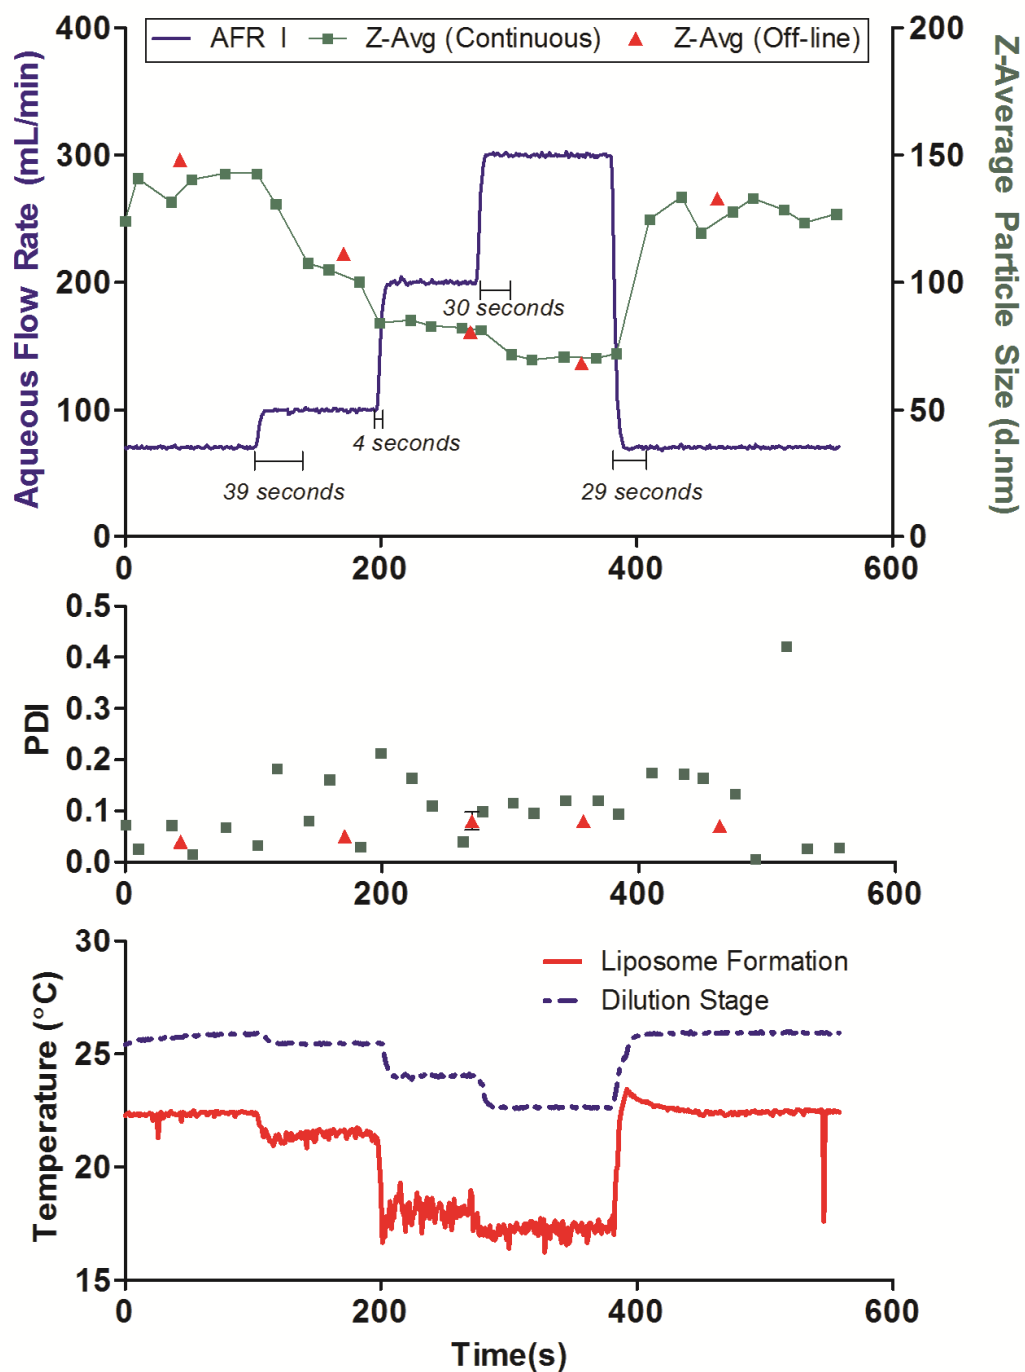 AFR I
Z-Avg (Continuous)
Z-Avg (Off-line)
Aqueous Flow Rate (mL/min)
Z-Average Particle Size (d.nm)
400
300
200
100
0
200
150
100
50
0
30 seconds
4 seconds
39 seconds
29 seconds
0
200
400
600
PDI
0.5
0.4
0.3
0.2
0.1
0.0
0
200
400
600
Temperature (°C)
30
25
20
15
Liposome Formation
Dilution Stage
0
200
400
600
Time(s)